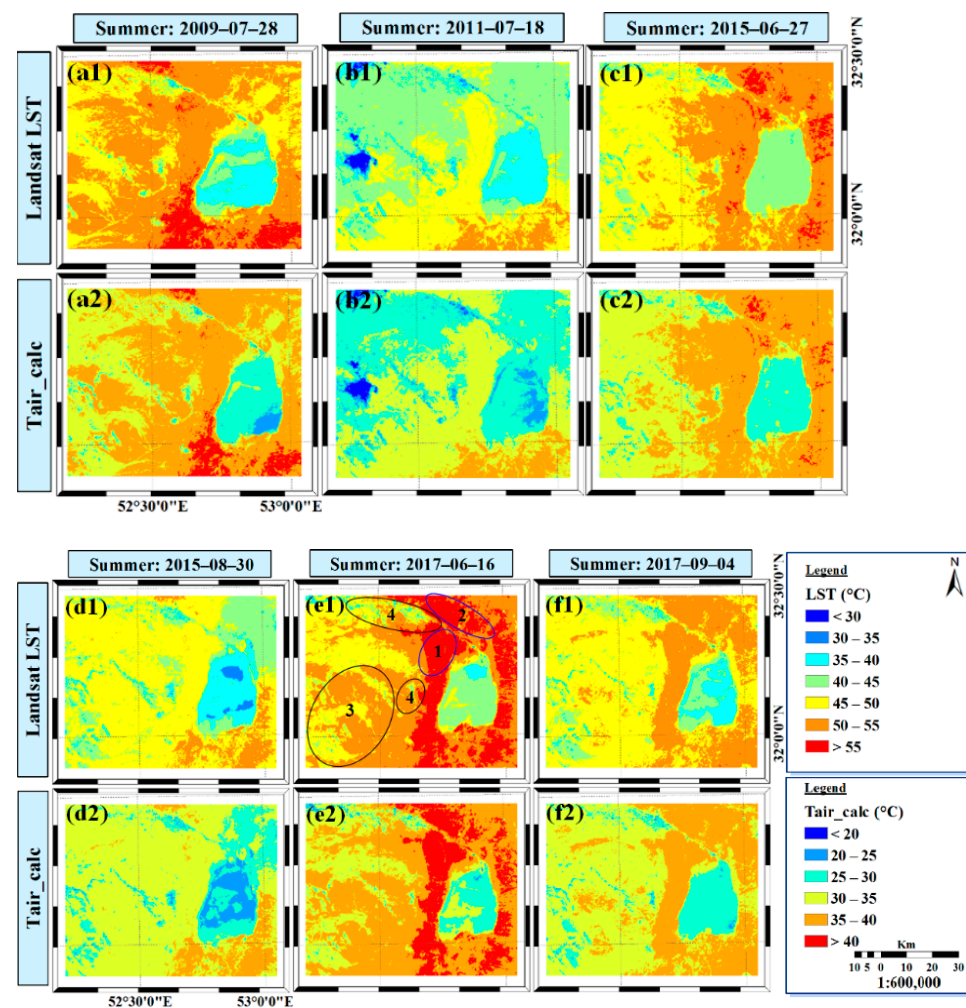 Summer: 2009–07–28
Summer: 2011–07–18
Summer: 2015–06–27
Landsat LST
(a1)
(b1)
(c1)
32°30'0"N
32°0'0"N
Tair_calc
(a2)
(b2)
(c2)
52°30'0"E
53°0'0"E
Summer: 2015–08–30
Summer: 2017–06–16
Summer: 2017–09–04
Landsat LST
(d1)
(e1)
4
2
1
3
4
(f1)
32°30'0"N
32°0'0"N
Tair_calc
(d2)
(e2)
(f2)
52°30'0"E
53°0'0"E
N
Legend
LST (°C)
< 30
30 – 35
35 – 40
40 – 45
45 – 50
50 – 55
> 55
Legend
Tair_calc (°C)
< 20
20 – 25
25 – 30
30 – 35
35 – 40
> 40
Km
10 5 0 10 20 30
1:600,000